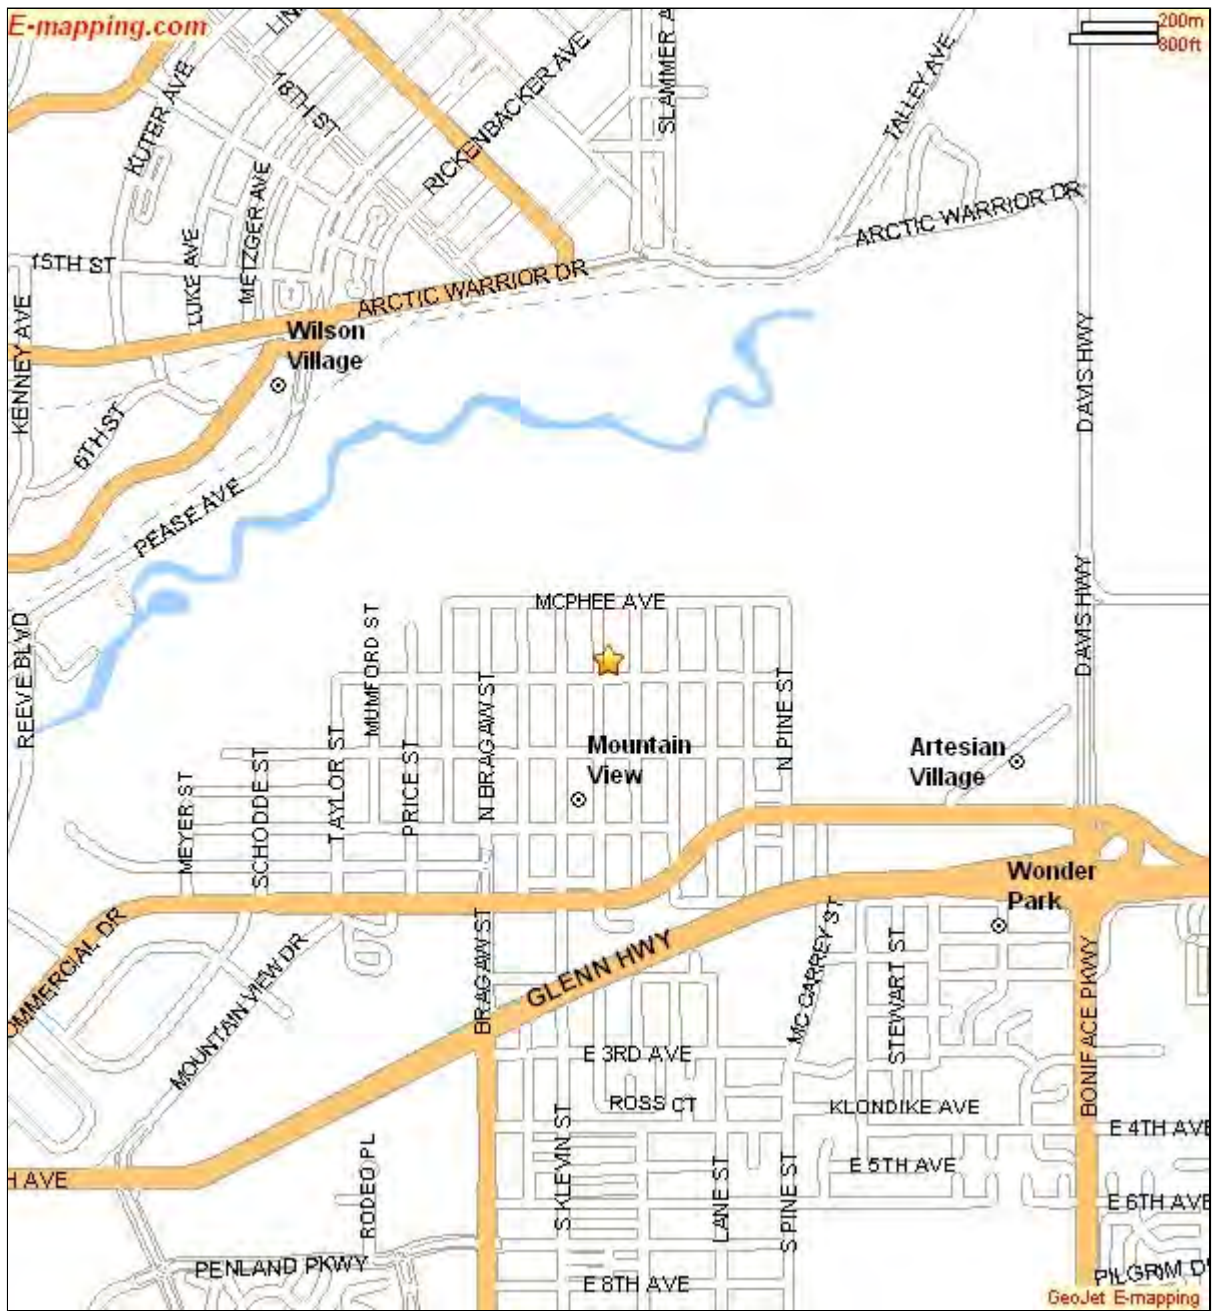 E-mapping.com
200m
800ft
18TH ST
RICKENBACKER AVE
SLAMMER A
TALLEY AVE
KUTER AVE
METZGER AVE
LUKE AVE
15TH ST
ARCTIC WARRIOR DR
ARCTIC WARRIOR DR
KENNEY AVE
Wilson
Village
DAVIS HWY
6TH ST
PEASE AVE
MCPHEE AVE
DAVIS HWY
REEVE BLVD
MUMFORD ST
N BRAGAW ST
N PINE ST
Mountain
View
Artesian
Village
MEYER ST
SCHODDE ST
TAYLOR ST
PRICE ST
Wonder
Park
OMMERCIAL DR
MOUNTAIN VIEW DR
BRAGAW ST
GLENN HWY
MC CARREY ST
STEWART ST
BONIFACE PKWY
E 3RD AVE
ROSS CT
KLONDIKE AVE
E 4TH AVE
H AVE
RODEO PL
S KLEVIN ST
LANE ST
S PINE ST
E 5TH AVE
E 6TH AVE
PENLAND PKWY
E 8TH AVE
PILGRIM D
GeoJet E-mapping